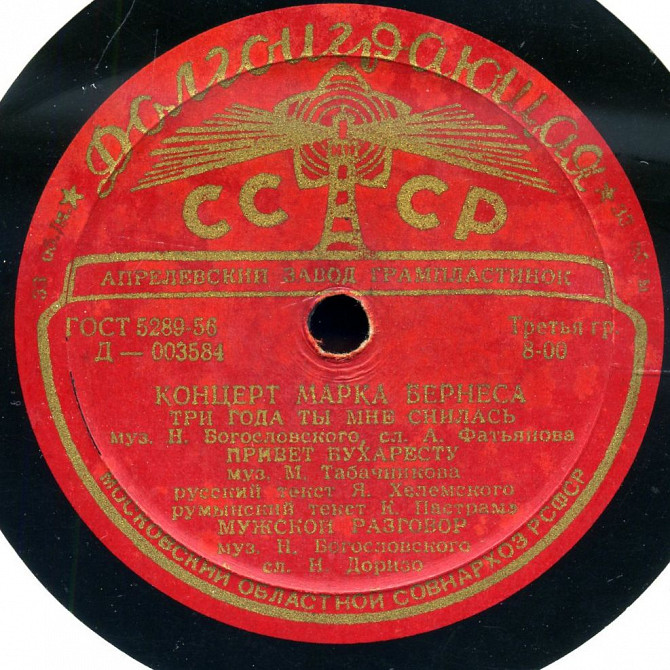 Долгоиграющая
СССР
АПРЕЛЕВСКИЙ ЗАВОД ГРАМПЛАСТИНОК
ГОСТ 5289-56
Д — 003584
Третья гр.
8-00
КОНЦЕРТ МАРКА БЕРНЕСА
ТРИ ГОДА ТЫ МНЕ СНИЛАСЬ
муз. Н. Богословского, сл. А. Фатьянова
ПРИВЕТ БУХАРЕСТУ
муз. М. Табачникова
русский текст Я. Хелемского
румынский текст К. Пастрама
МУЖСКОЙ РАЗГОВОР
муз. Н. Богословского
сл. Н. Доризо
МОСКОВСКИЙ ОБЛАСТНОЙ СОВНАРХОЗ РСФСР